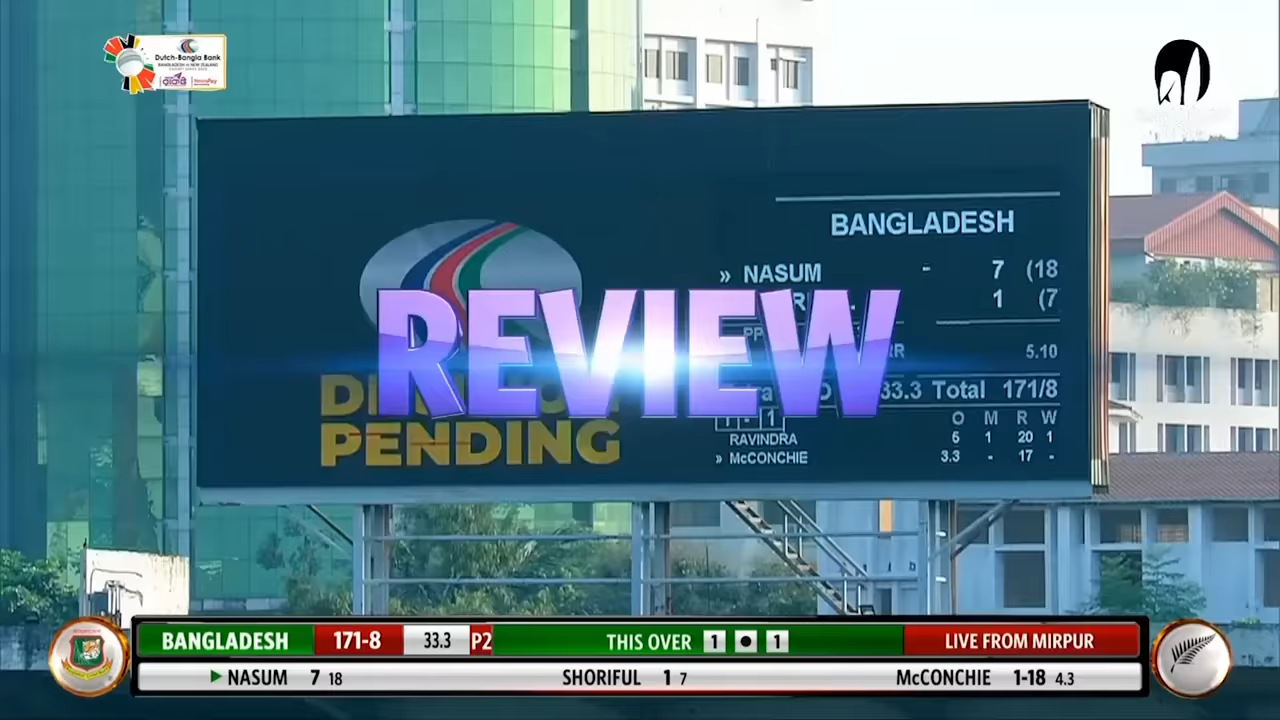 Dutch-Bangla Bank
BANGLADESH
» NASUM - 7 (18
1 (7
5.10
33.3 Total 171/8
O M R W
RAVINDRA 6 1 20 1
» McCONCHIE 3.3 - 17 -
REVIEW
PENDING
BANGLADESH 171-8 33.3 P2 THIS OVER 1 • 1 LIVE FROM MIRPUR
NASUM 7 18 SHORIFUL 1 7 McCONCHIE 1-18 4.3